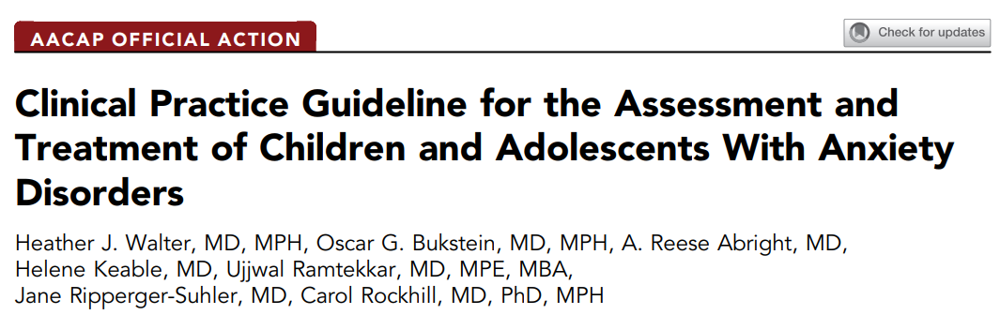 AACAP OFFICIAL ACTION
Check for updates
Clinical Practice Guideline for the Assessment and
Treatment of Children and Adolescents With Anxiety
Disorders
Heather J. Walter, MD, MPH, Oscar G. Bukstein, MD, MPH, A. Reese Abright, MD,
Helene Keable, MD, Ujjwal Ramtekkar, MD, MPE, MBA,
Jane Ripperger-Suhler, MD, Carol Rockhill, MD, PhD, MPH